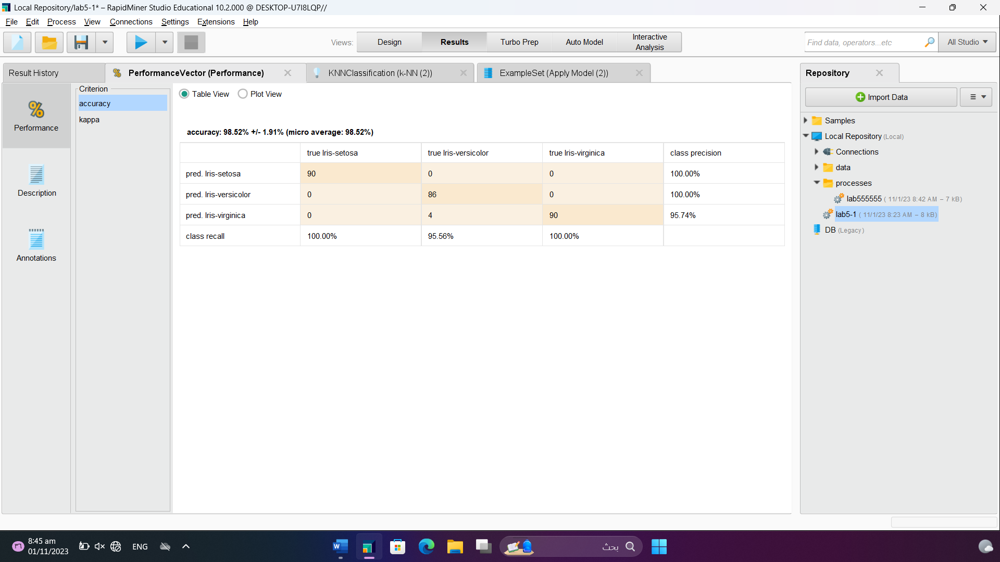 Local Repository/lab5-1* – RapidMiner Studio Educational 10.2.000 @ DESKTOP-U7I8LQP//
File Edit Process View Connections Settings Extensions Help
Views: Design Results Turbo Prep Auto Model Interactive Analysis
Find data, operators...etc All Studio
Result History PerformanceVector (Performance) KNNClassification (k-NN (2)) ExampleSet (Apply Model (2))
Performance
Description
Annotations
Criterion
accuracy
kappa
Table View Plot View
accuracy: 98.52% +/- 1.91% (micro average: 98.52%)
true Iris-setosa true Iris-versicolor true Iris-virginica class precision
pred. Iris-setosa 90 0 0 100.00%
pred. Iris-versicolor 0 86 0 100.00%
pred. Iris-virginica 0 4 90 95.74%
class recall 100.00% 95.56% 100.00%
Repository
Import Data
Samples
Local Repository (Local)
Connections
data
processes
lab555555 ( 11/1/23 8:42 AM – 7 kB)
lab5-1 ( 11/1/23 8:23 AM – 8 kB)
DB (Legacy)
8:45 am
01/11/2023
ENG
بحث